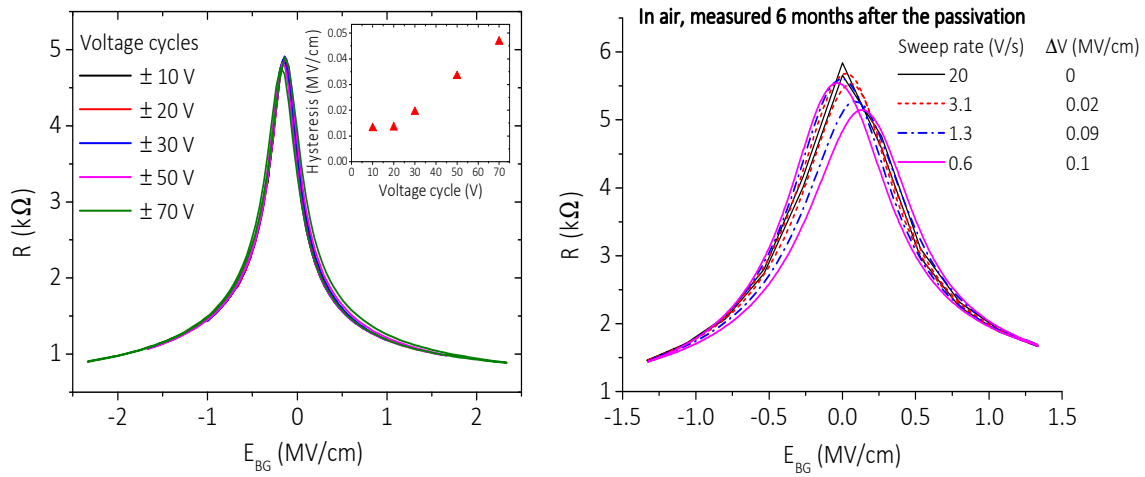 Voltage cycles
± 10 V
± 20 V
± 30 V
± 50 V
± 70 V
R (kΩ)
5
4
3
2
1
-2
-1
0
1
2
E_BG (MV/cm)
Hysteresis (MV/cm)
0.05
0.04
0.03
0.02
0.01
0.00
0 10 20 30 40 50 60 70
Voltage cycle (V)
In air, measured 6 months after the passivation
Sweep rate (V/s) ΔV (MV/cm)
20 0
3.1 0.02
1.3 0.09
0.6 0.1
R (kΩ)
6
5
4
3
2
1
-1.5 -1.0 -0.5 0.0 0.5 1.0 1.5
E_BG (MV/cm)